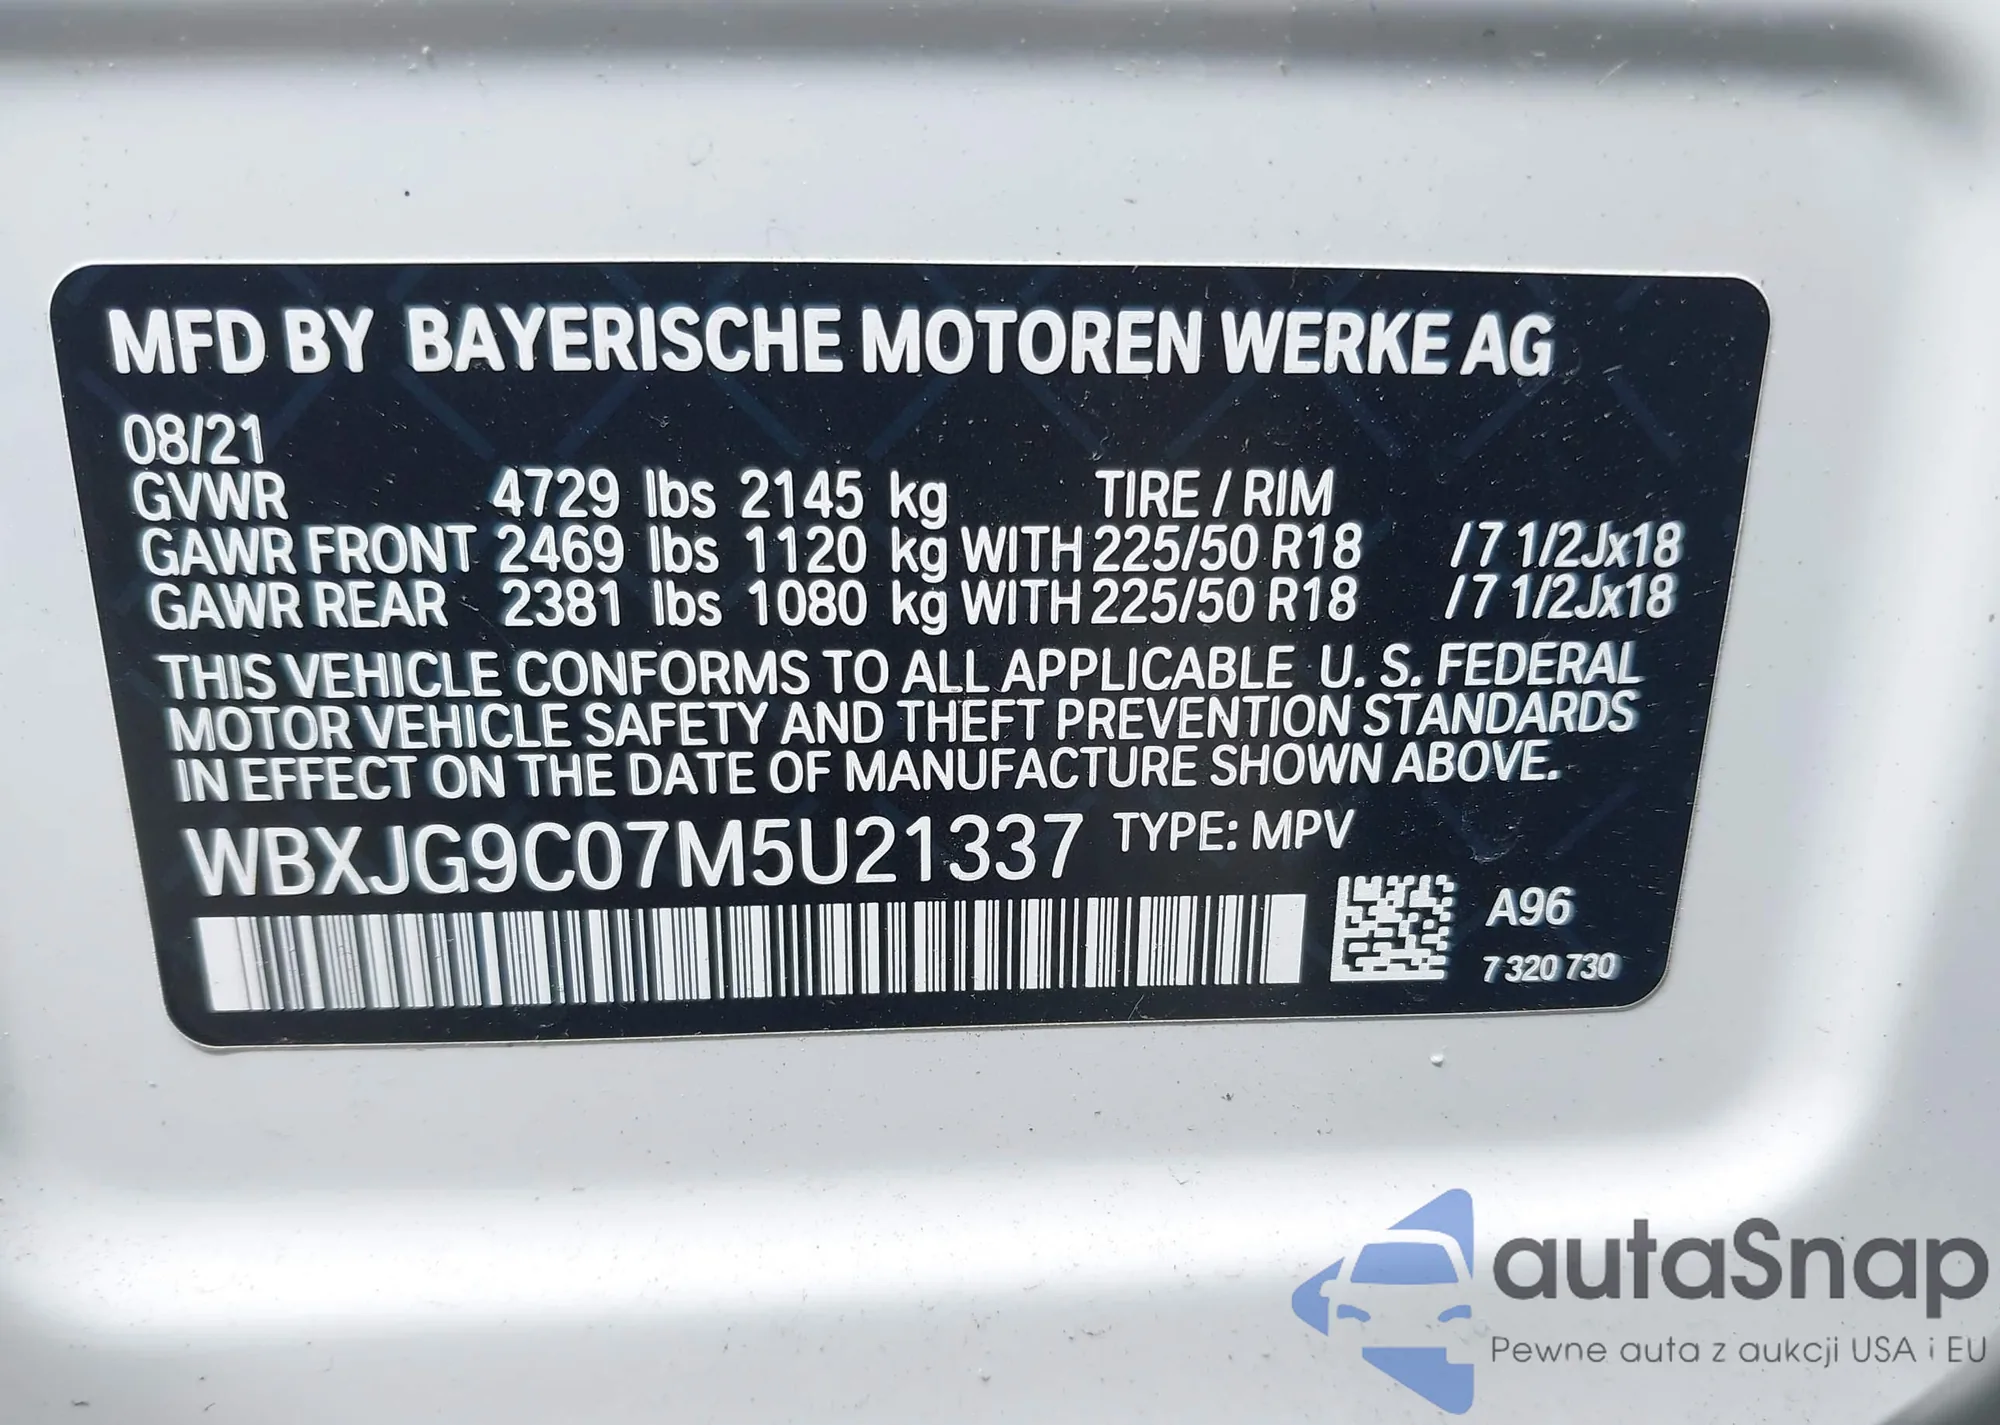 MFD BY BAYERISCHE MOTOREN WERKE AG
08/21
GVWR 4729 lbs 2145 kg TIRE / RIM
GAWR FRONT 2469 lbs 1120 kg WITH 225/50 R18 /7 1/2Jx18
GAWR REAR 2381 lbs 1080 kg WITH 225/50 R18 /7 1/2Jx18
THIS VEHICLE CONFORMS TO ALL APPLICABLE U. S. FEDERAL
MOTOR VEHICLE SAFETY AND THEFT PREVENTION STANDARDS
IN EFFECT ON THE DATE OF MANUFACTURE SHOWN ABOVE.
WBXJG9C07M5U21337 TYPE: MPV
A96
7 320 730
autaSnap
Pewne auta z aukcji USA i EU